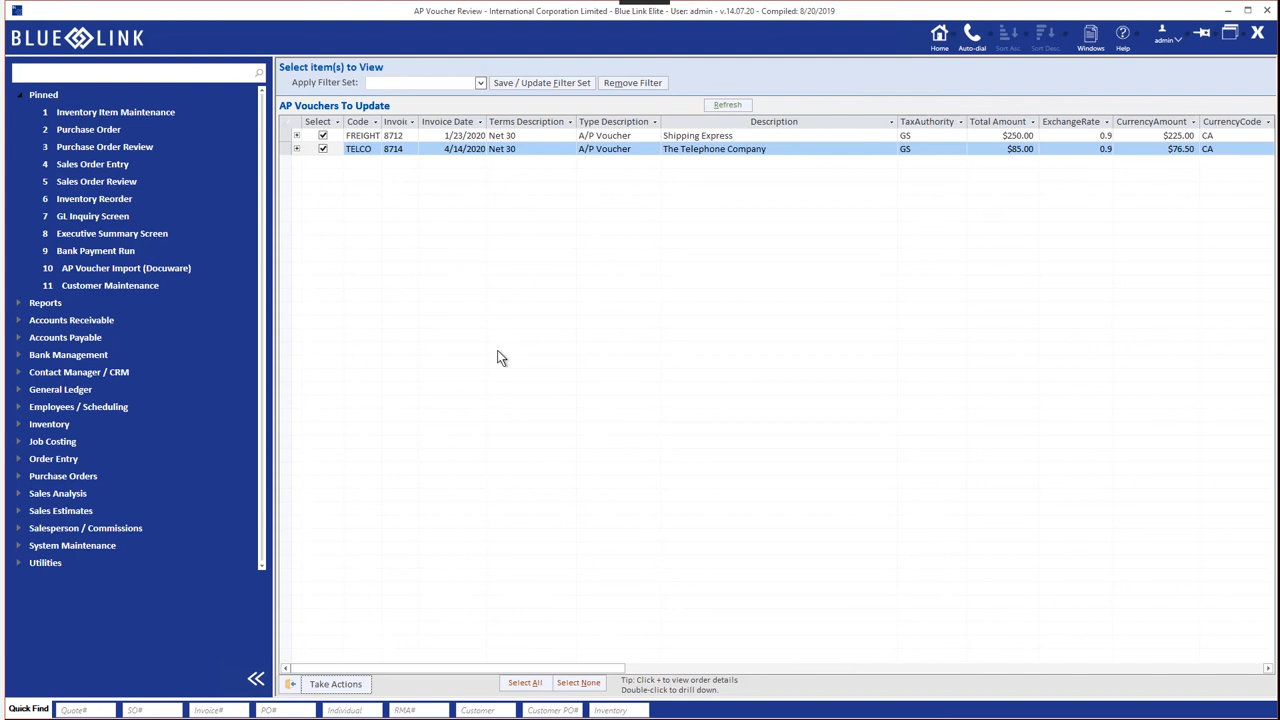 AP Voucher Review - International Corporation Limited - Blue Link Elite - User: admin - v.14.07.20 - Compiled: 8/20/2019
BLUE LINK
Home
Auto-dial
Sort Asc.
Sort Desc.
Windows
Help
admin
Pinned
1 Inventory Item Maintenance
2 Purchase Order
3 Purchase Order Review
4 Sales Order Entry
5 Sales Order Review
6 Inventory Reorder
7 GL Inquiry Screen
8 Executive Summary Screen
9 Bank Payment Run
10 AP Voucher Import (Docuware)
11 Customer Maintenance
Reports
Accounts Receivable
Accounts Payable
Bank Management
Contact Manager / CRM
General Ledger
Employees / Scheduling
Inventory
Job Costing
Order Entry
Purchase Orders
Sales Analysis
Sales Estimates
Salesperson / Commissions
System Maintenance
Utilities
Select item(s) to View
Apply Filter Set: Save / Update Filter Set Remove Filter
AP Vouchers To Update Refresh
Select Code Invoi Invoice Date Terms Description Type Description Description TaxAuthority Total Amount ExchangeRate CurrencyAmount CurrencyCode
FREIGHT 8712 1/23/2020 Net 30 A/P Voucher Shipping Express GS $250.00 0.9 $225.00 CA
TELCO 8714 4/14/2020 Net 30 A/P Voucher The Telephone Company GS $85.00 0.9 $76.50 CA
Take Actions Select All Select None
Tip: Click + to view order details
Double-click to drill down.
Quick Find Quote# SO# Invoice# PO# Individual RMA# Customer Customer PO# Inventory